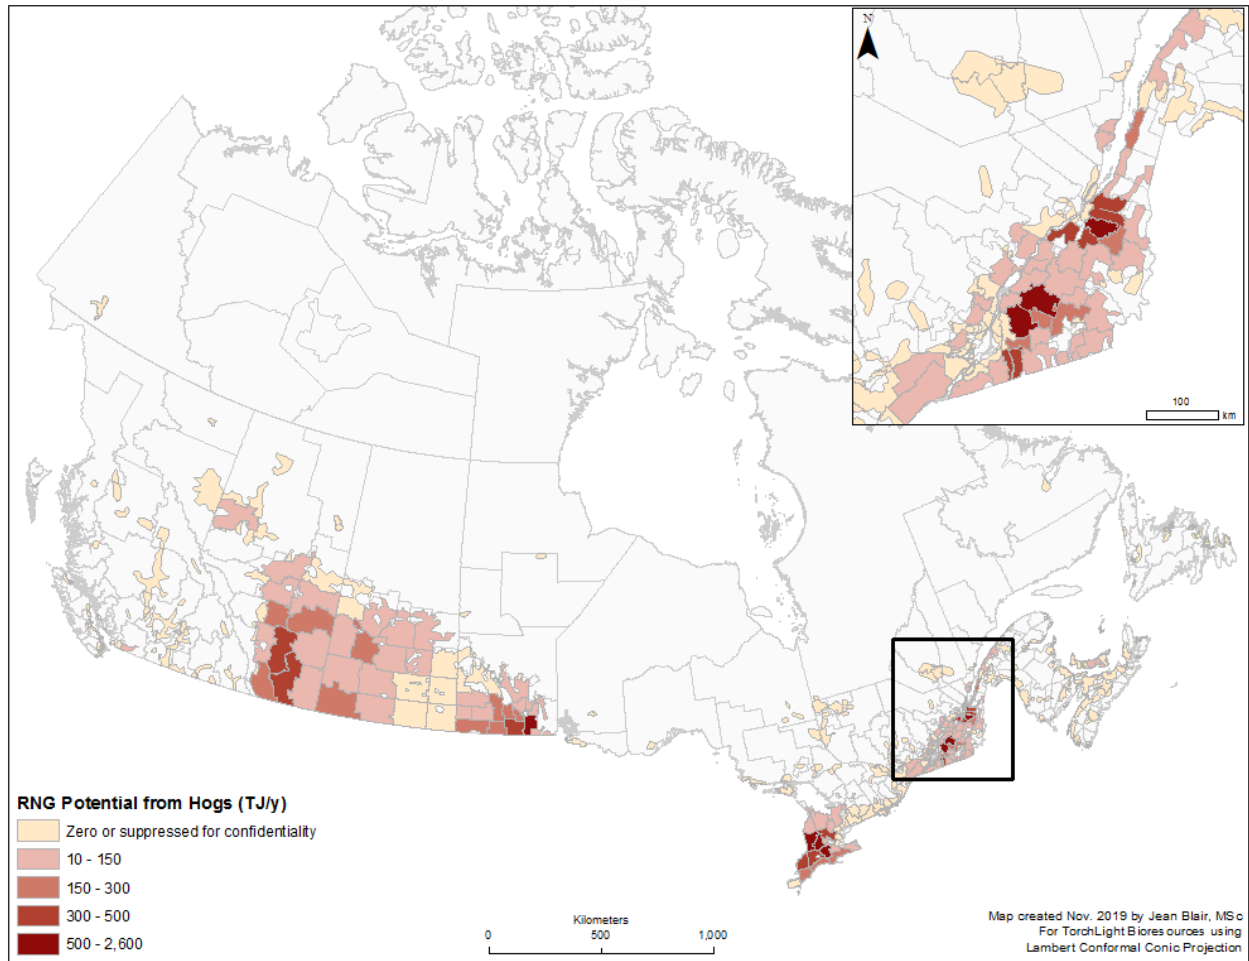 N
100
km
RNG Potential from Hogs (TJ/y)
Zero or suppressed for confidentiality
10 - 150
150 - 300
300 - 500
500 - 2,600
Kilometers
0 500 1,000
Map created Nov. 2019 by Jean Blair, MSc
For TorchLight Bioresources using
Lambert Conformal Conic Projection